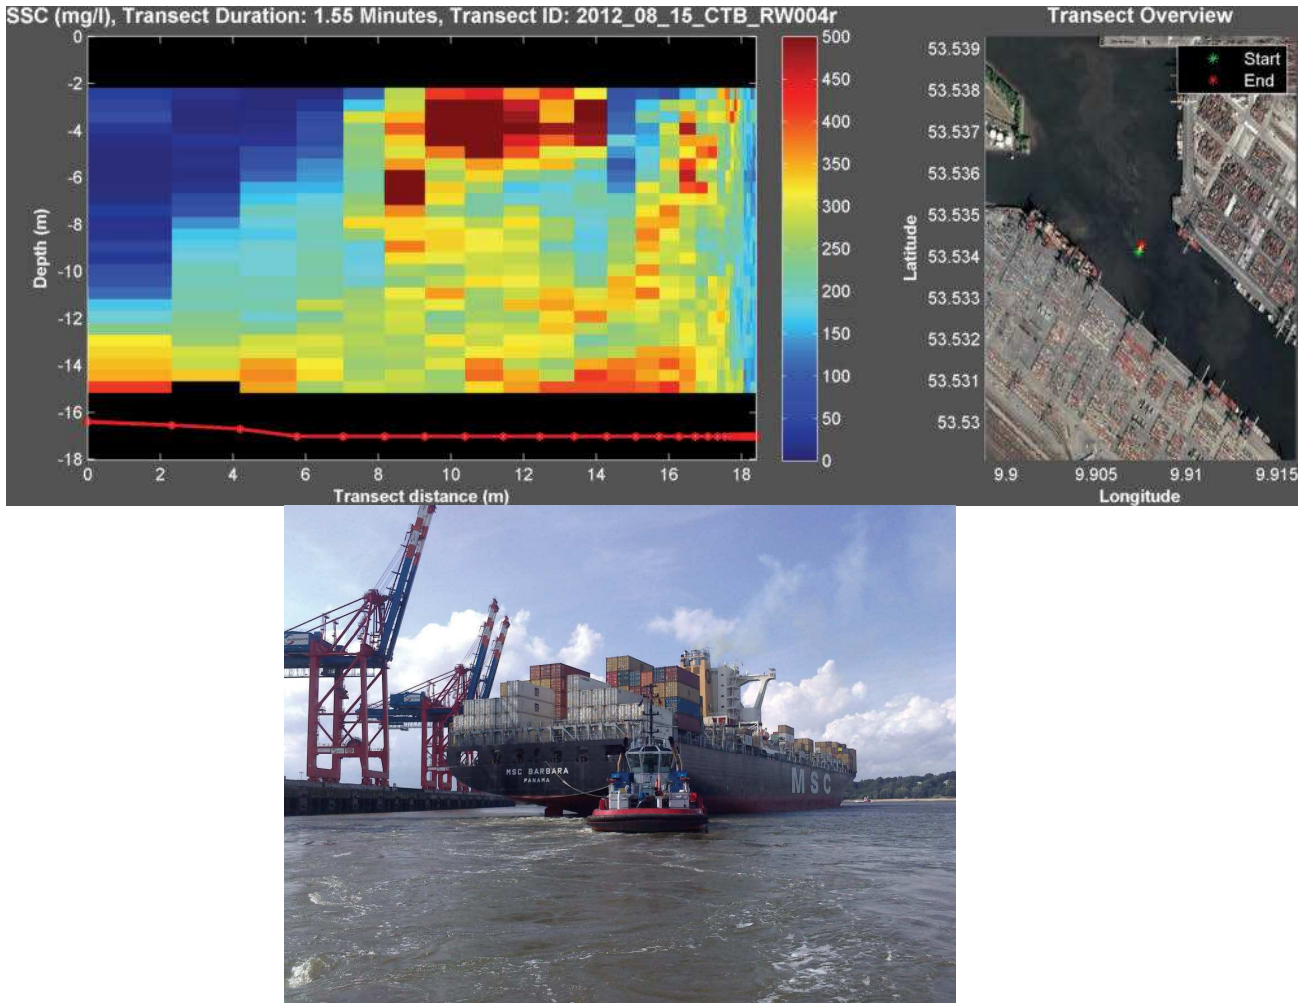 SSC (mg/l), Transect Duration: 1.55 Minutes, Transect ID: 2012_08_15_CTB_RW004r
0
-2
-4
-6
-8
-10
-12
-14
-16
-18
Depth (m)
0 2 4 6 8 10 12 14 16 18
Transect distance (m)
500
450
400
350
300
250
200
150
100
50
0
Transect Overview
Start
End
53.539
53.538
53.537
53.536
53.535
53.534
53.533
53.532
53.531
53.53
Latitude
9.9 9.905 9.91 9.915
Longitude
MSC BARBARA
PANAMA
MSC